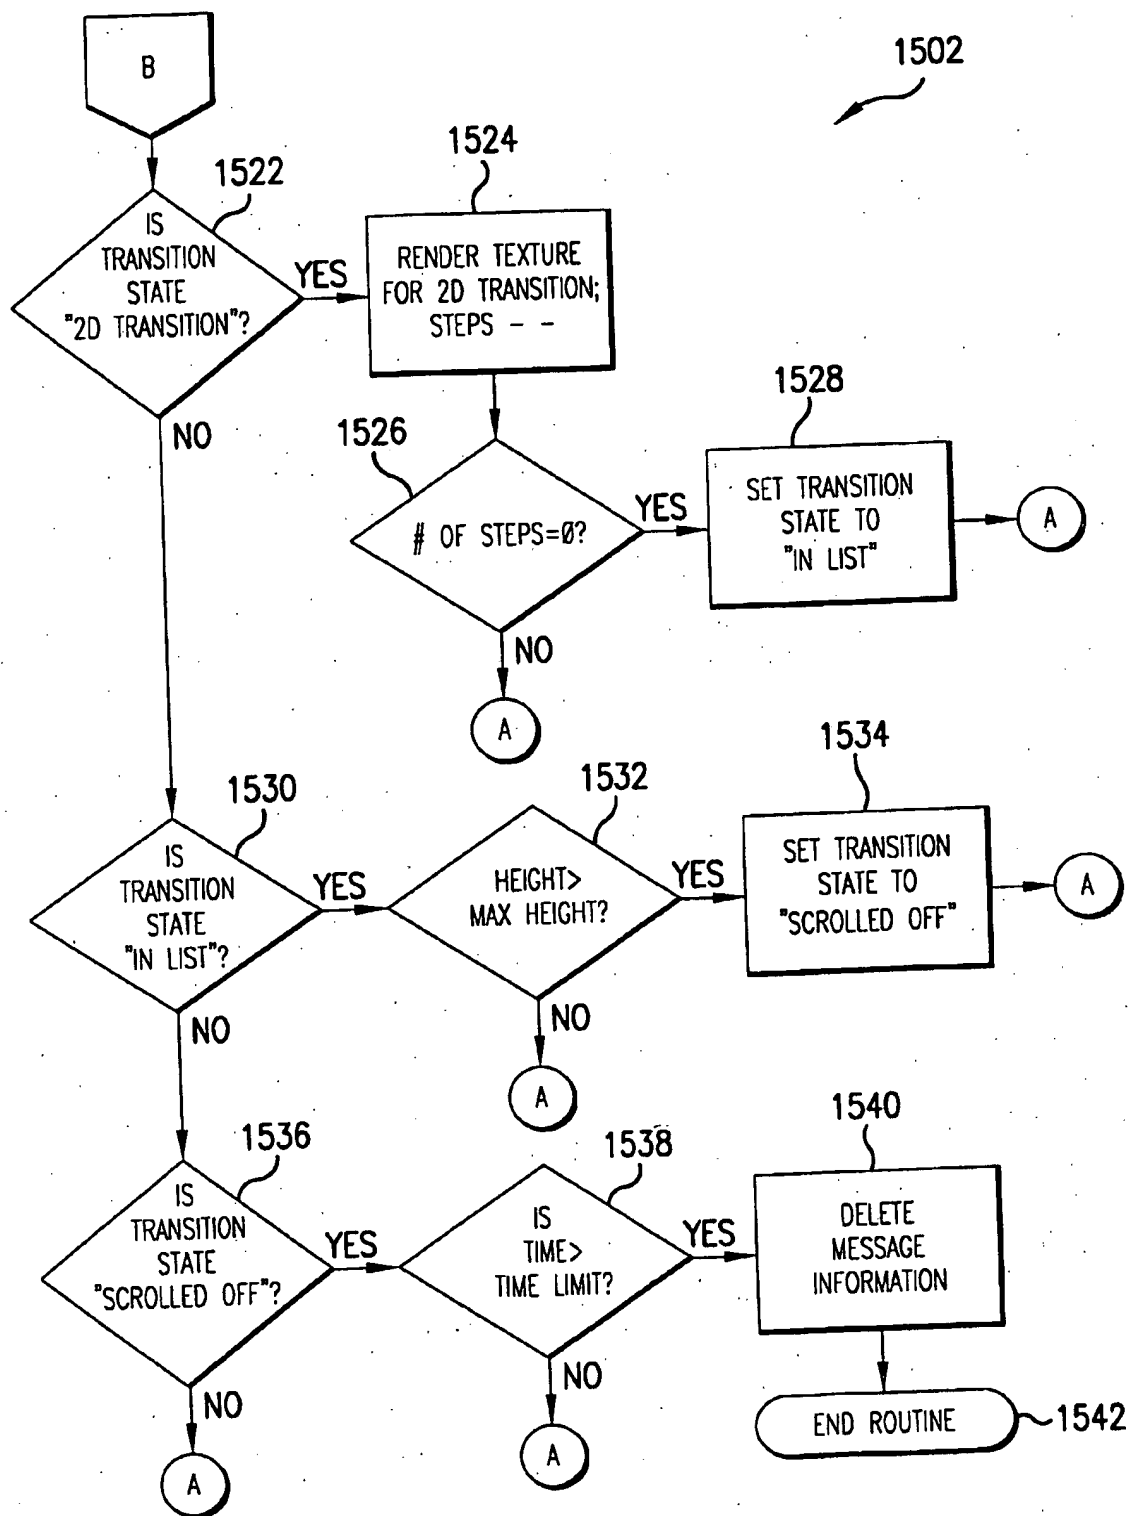 B
1502
1522
IS
TRANSITION
STATE
"2D TRANSITION"?
YES
NO
1524
RENDER TEXTURE
FOR 2D TRANSITION;
STEPS - -
1526
# OF STEPS=Ø?
YES
NO
A
1528
SET TRANSITION
STATE TO
"IN LIST"
A
1530
IS
TRANSITION
STATE
"IN LIST"?
YES
NO
1532
HEIGHT>
MAX HEIGHT?
YES
NO
A
1534
SET TRANSITION
STATE TO
"SCROLLED OFF"
A
1536
IS
TRANSITION
STATE
"SCROLLED OFF"?
YES
NO
A
1538
IS
TIME>
TIME LIMIT?
YES
NO
A
1540
DELETE
MESSAGE
INFORMATION
END ROUTINE
1542